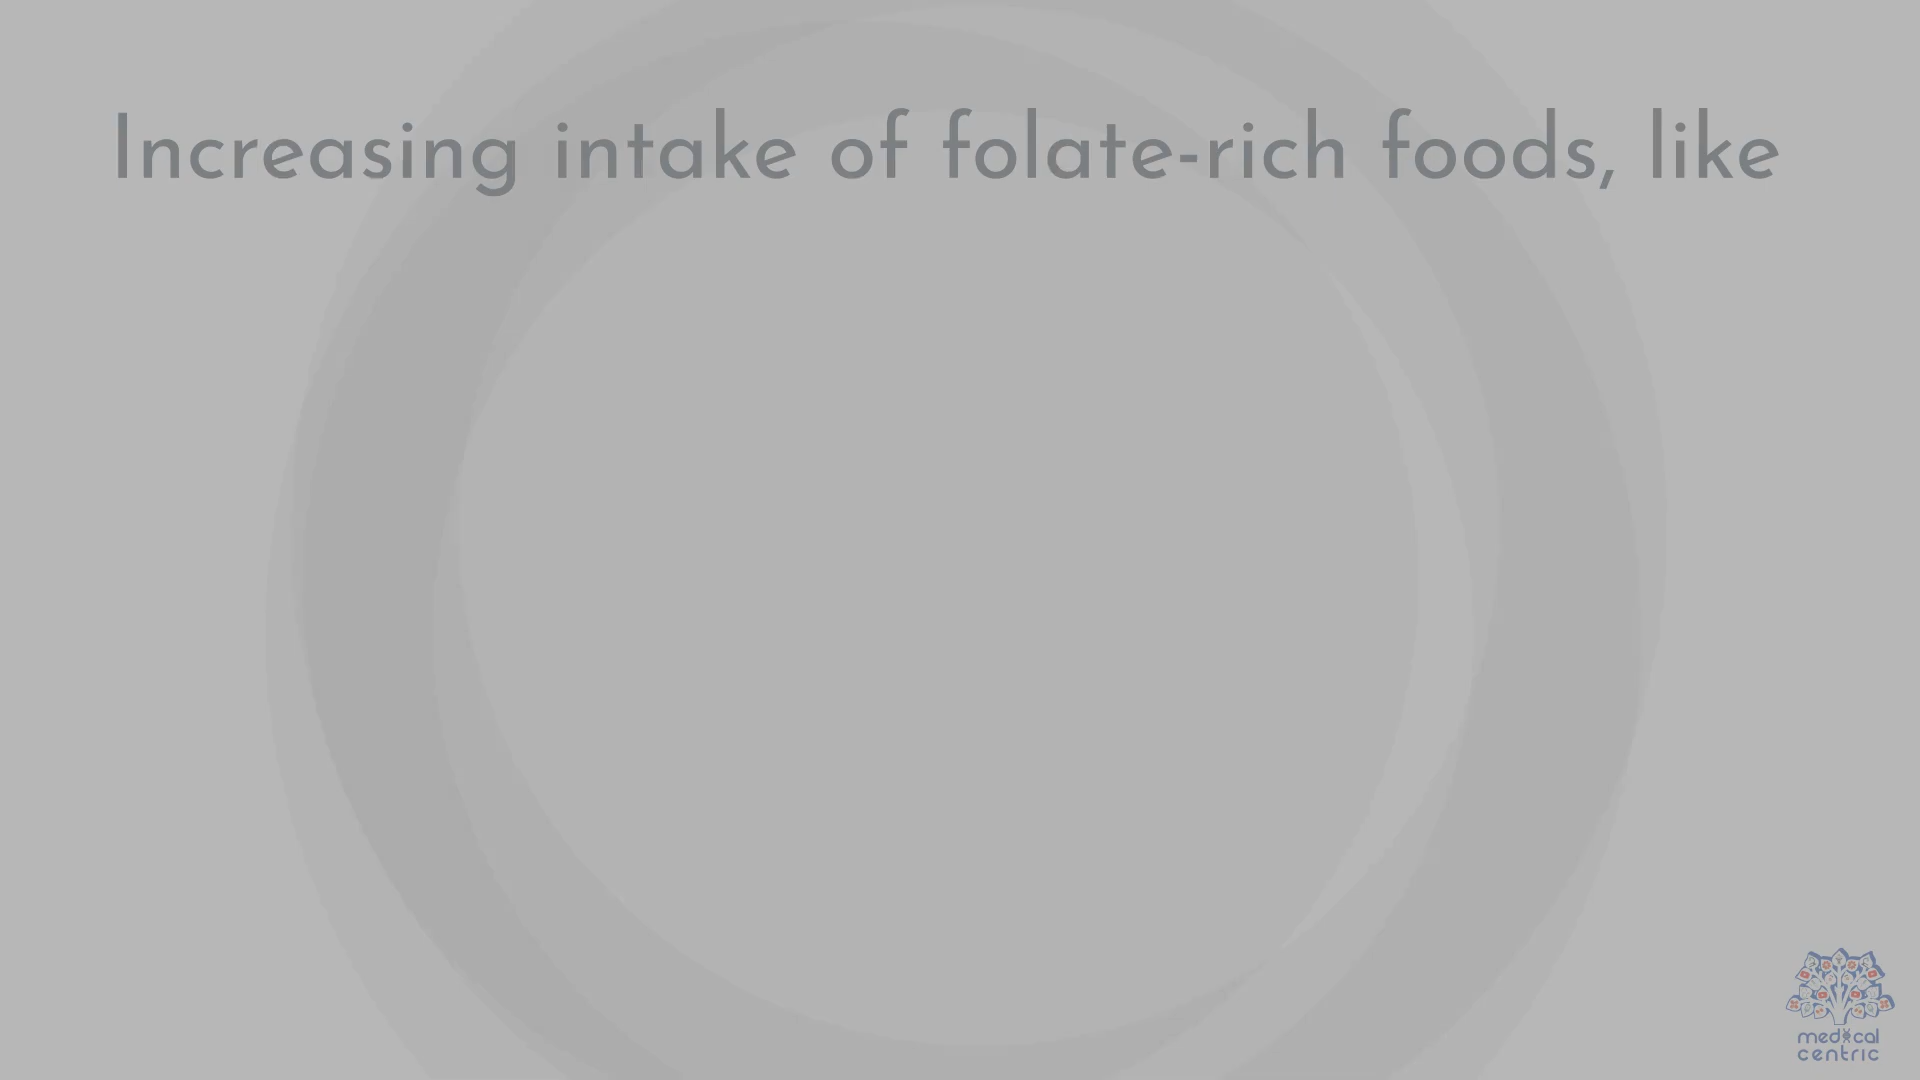 Increasing intake of folate-rich foods, like
medical
centric